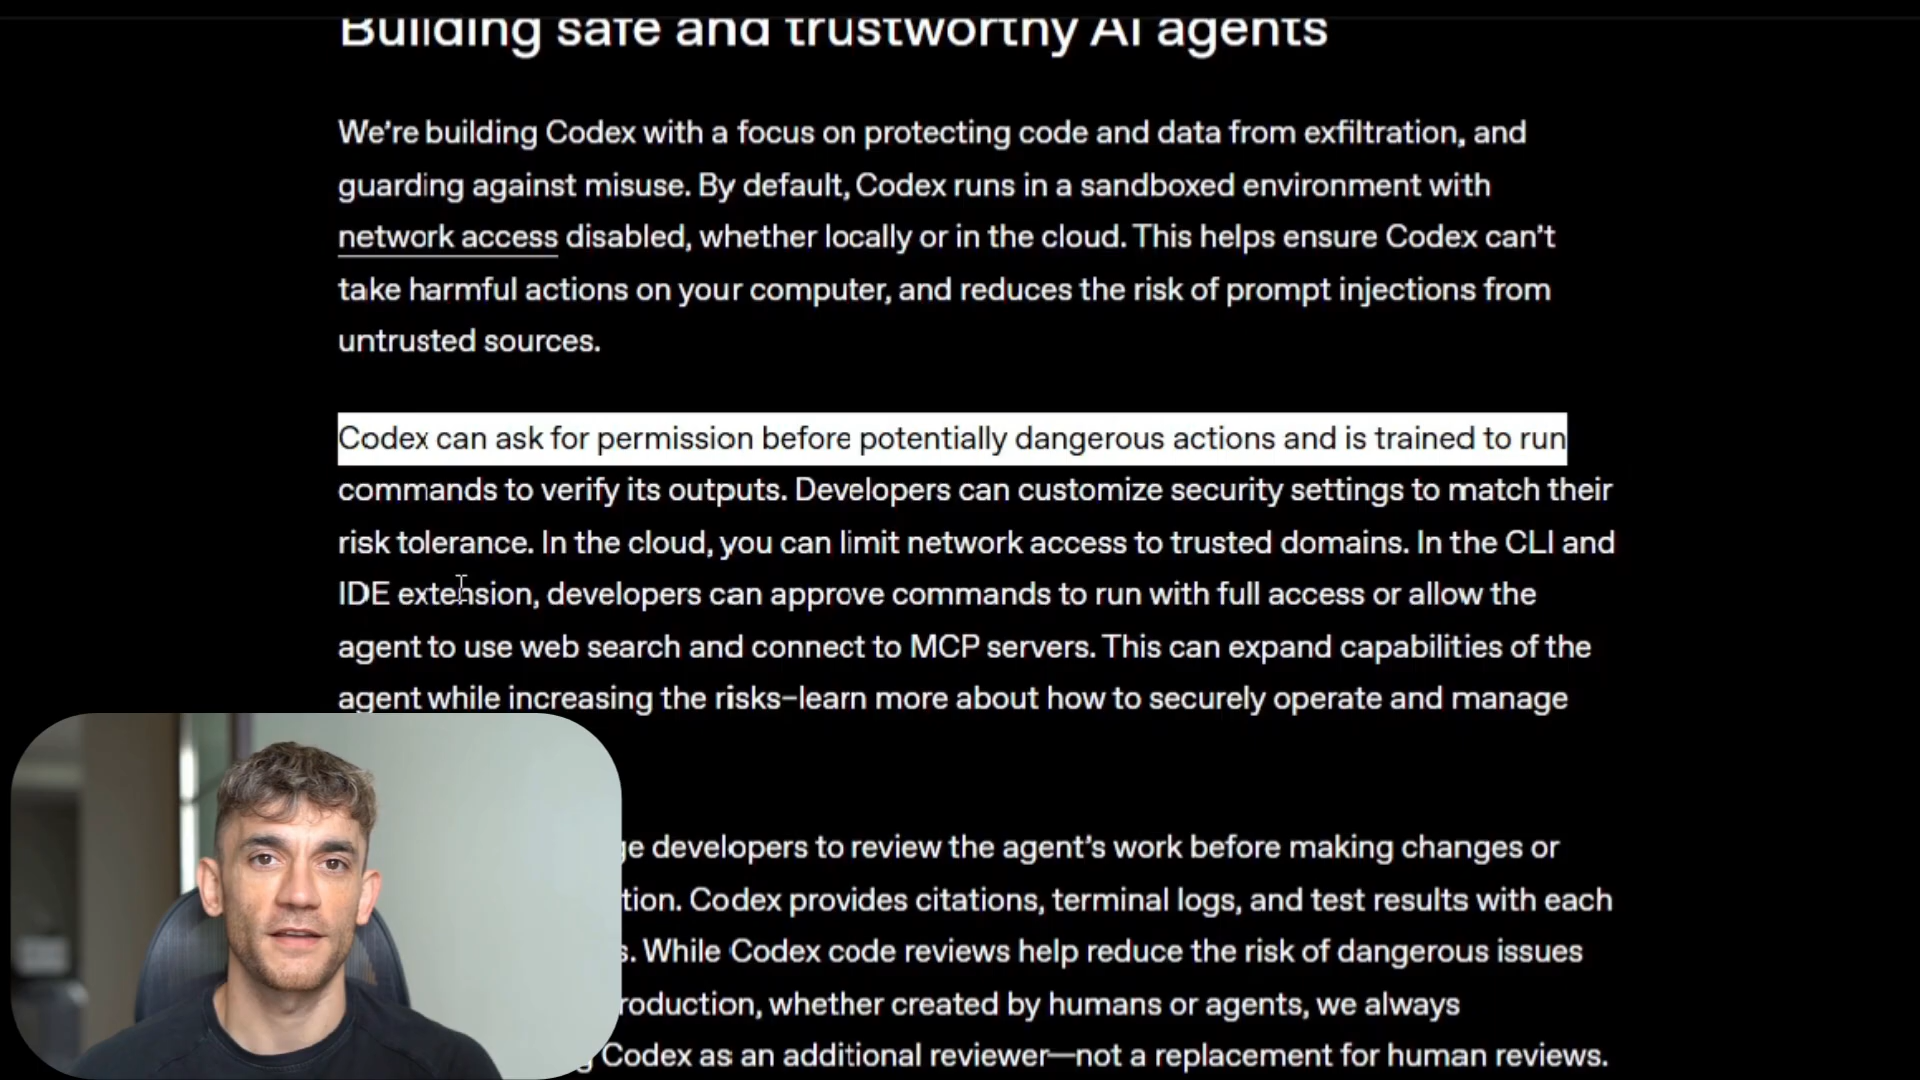 Building safe and trustworthy AI agents
We're building Codex with a focus on protecting code and data from exfiltration, and
guarding against misuse. By default, Codex runs in a sandboxed environment with
network access disabled, whether locally or in the cloud. This helps ensure Codex can't
take harmful actions on your computer, and reduces the risk of prompt injections from
untrusted sources.
Codex can ask for permission before potentially dangerous actions and is trained to run
commands to verify its outputs. Developers can customize security settings to match their
risk tolerance. In the cloud, you can limit network access to trusted domains. In the CLI and
IDE extension, developers can approve commands to run with full access or allow the
agent to use web search and connect to MCP servers. This can expand capabilities of the
agent while increasing the risks–learn more about how to securely operate and manage
developers to review the agent's work before making changes or
tion. Codex provides citations, terminal logs, and test results with each
While Codex code reviews help reduce the risk of dangerous issues
roduction, whether created by humans or agents, we always
Codex as an additional reviewer—not a replacement for human reviews.